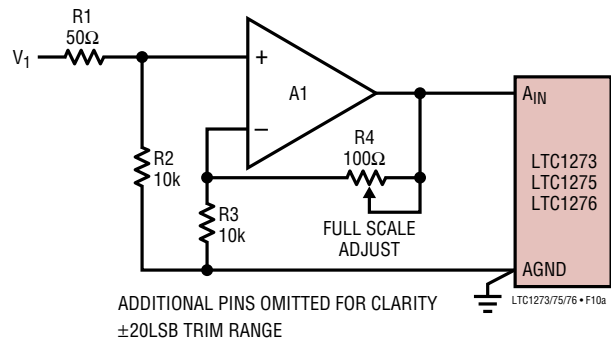 R1
50Ω
V1
+
A1
−
AIN
R4
100Ω
R2
10k
LTC1273
LTC1275
LTC1276
R3
10k
FULL SCALE
ADJUST
AGND
LTC1273/75/76 • F10a
ADDITIONAL PINS OMITTED FOR CLARITY
±20LSB TRIM RANGE